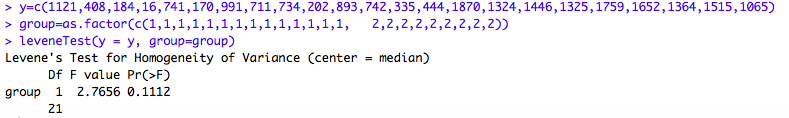 > y=c(1121,408,184,16,741,170,991,711,734,202,893,742,335,444,1870,1324,1446,1325,1759,1652,1364,1515,1065)
> group=as.factor(c(1,1,1,1,1,1,1,1,1,1,1,1,1,1,   2,2,2,2,2,2,2,2,2))
> leveneTest(y = y, group=group)
Levene's Test for Homogeneity of Variance (center = median)
      Df F value Pr(>F)
group  1  2.7656 0.1112
      21